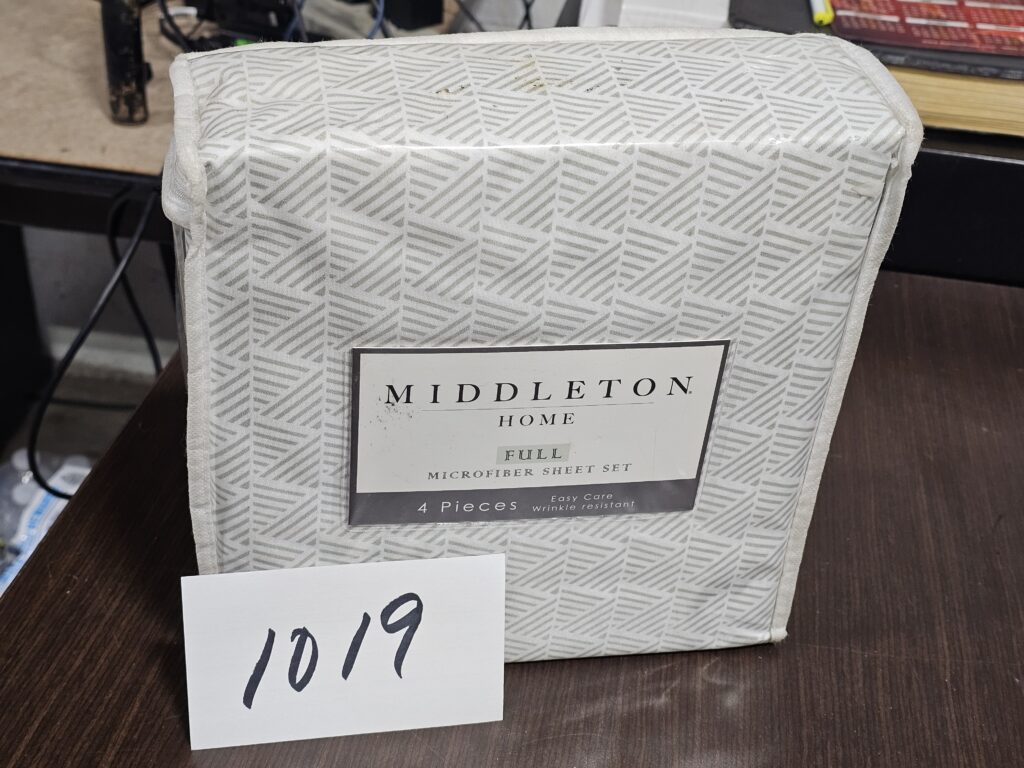 MIDDLETON
HOME
FULL
MICROFIBER SHEET SET
4 Pieces
Easy Care
Wrinkle resistant
1019